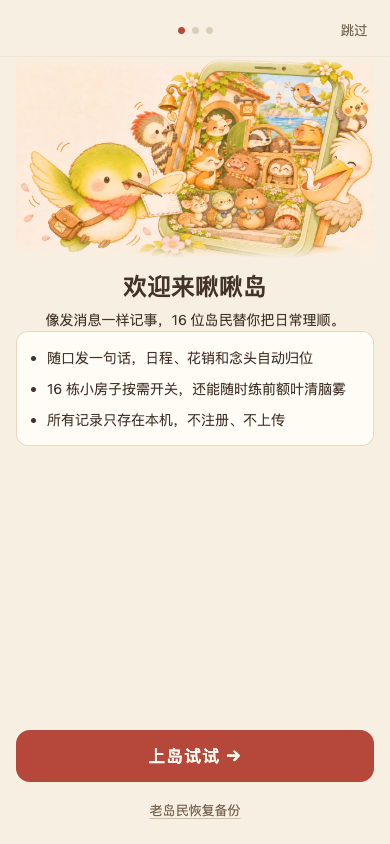 跳过
欢迎来啾啾岛
像发消息一样记事，16 位岛民替你把日常理顺。
• 随口发一句话，日程、花销和念头自动归位
• 16 栋小房子按需开关，还能随时练前额叶清脑雾
• 所有记录只存在本机，不注册、不上传
上岛试试 →
老岛民恢复备份